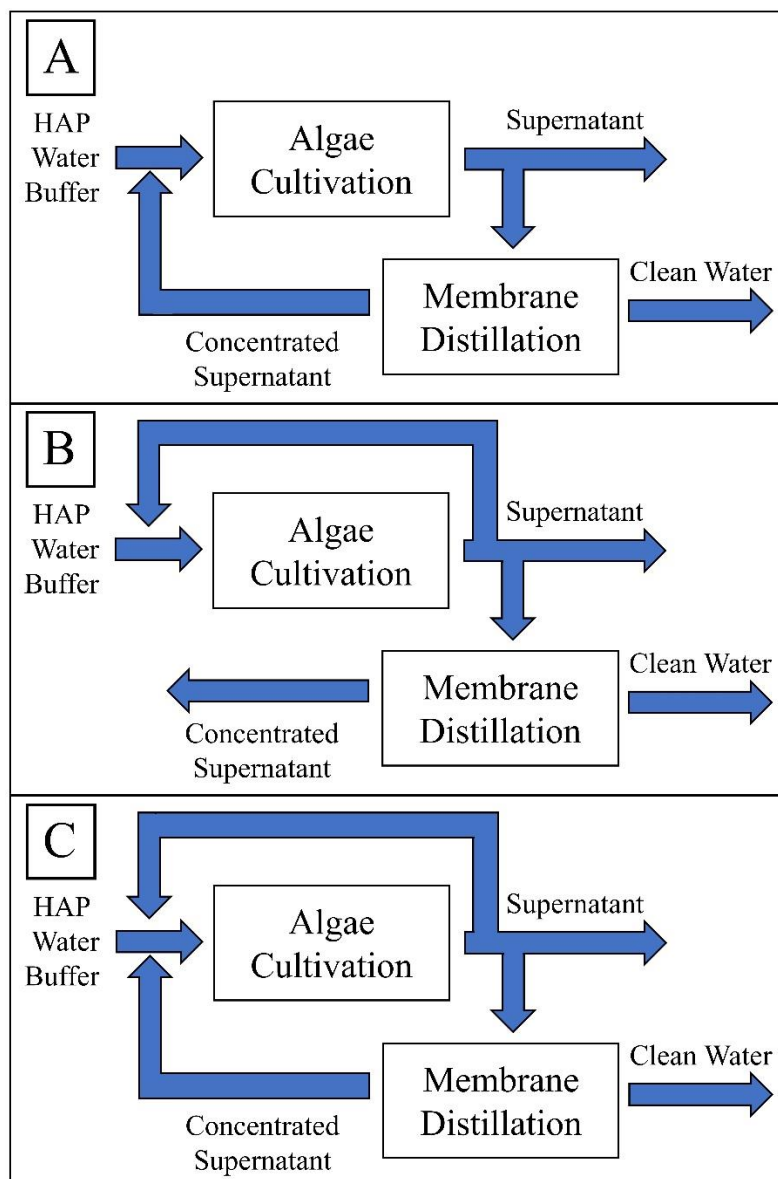 A
HAP
Water
Buffer
Algae
Cultivation
Supernatant
Membrane
Distillation
Clean Water
Concentrated
Supernatant
B
HAP
Water
Buffer
Algae
Cultivation
Supernatant
Membrane
Distillation
Clean Water
Concentrated
Supernatant
C
HAP
Water
Buffer
Algae
Cultivation
Supernatant
Membrane
Distillation
Clean Water
Concentrated
Supernatant